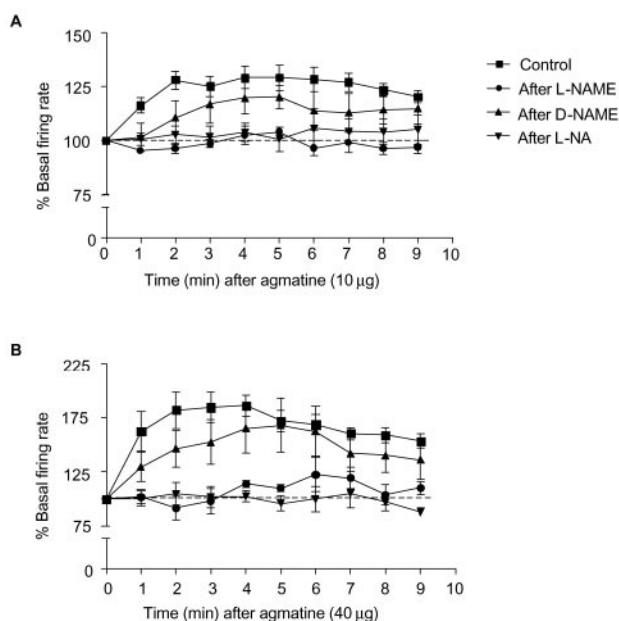 A
150
125
100
75
0
% Basal firing rate
0 1 2 3 4 5 6 7 8 9 10
Time (min) after agmatine (10 µg)
Control
After L-NAME
After D-NAME
After L-NA
B
225
175
125
75
0
% Basal firing rate
0 1 2 3 4 5 6 7 8 9 10
Time (min) after agmatine (40 µg)